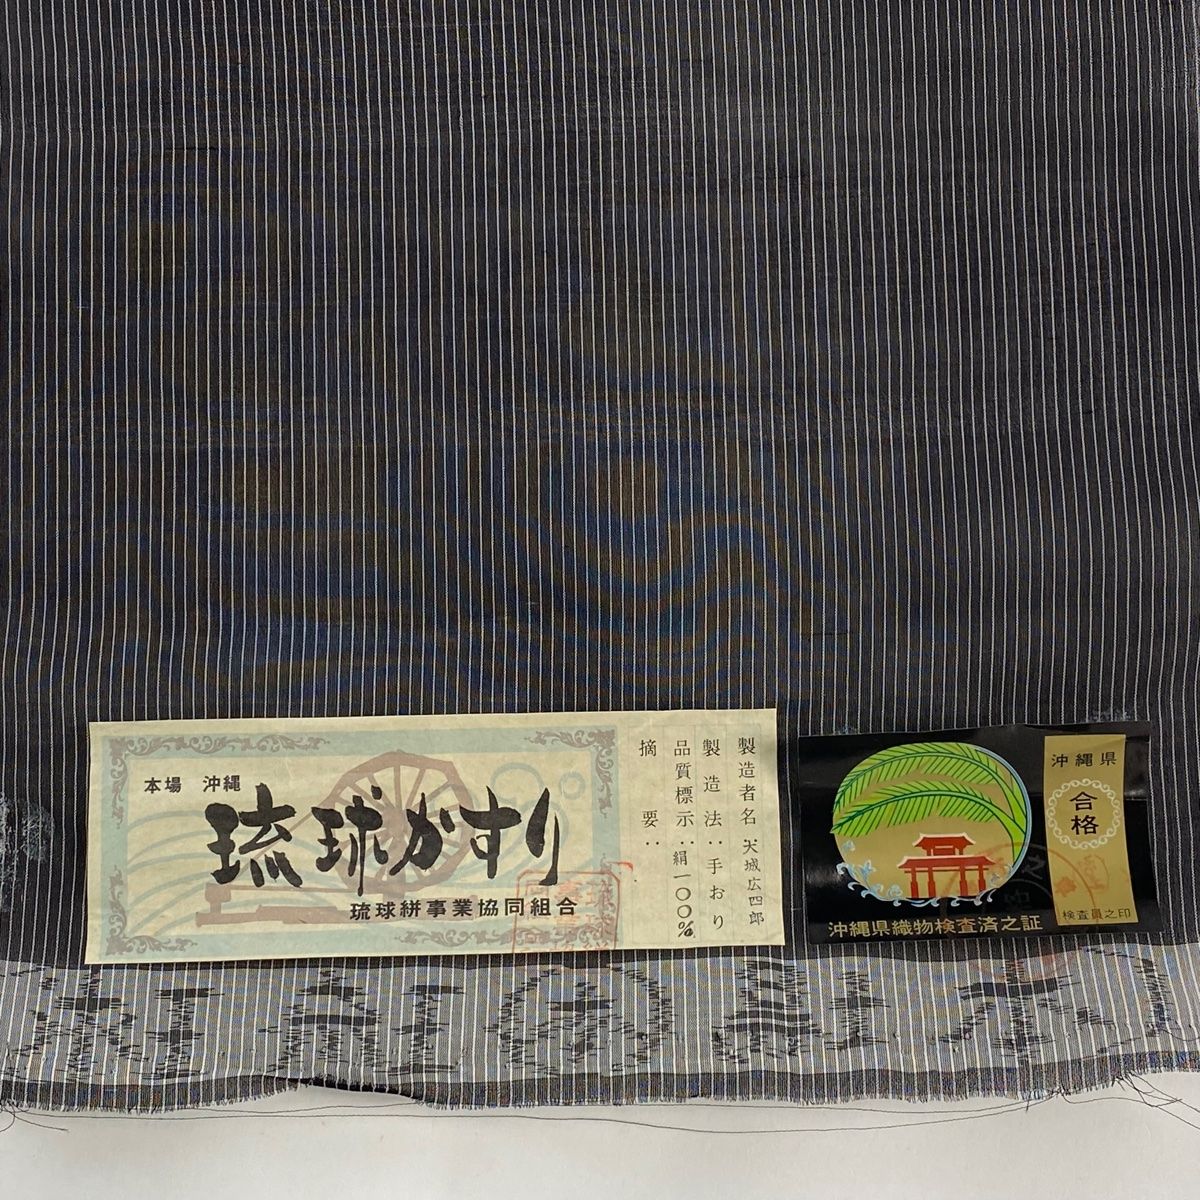 本場 沖縄
琉球かすり
琉球絣事業協同組合
製造者名:大城広四郎
製造法:手おり
品質標示:絹一〇〇%
摘要:
沖縄県
合格
検査員之印
沖縄県織物検査済之証